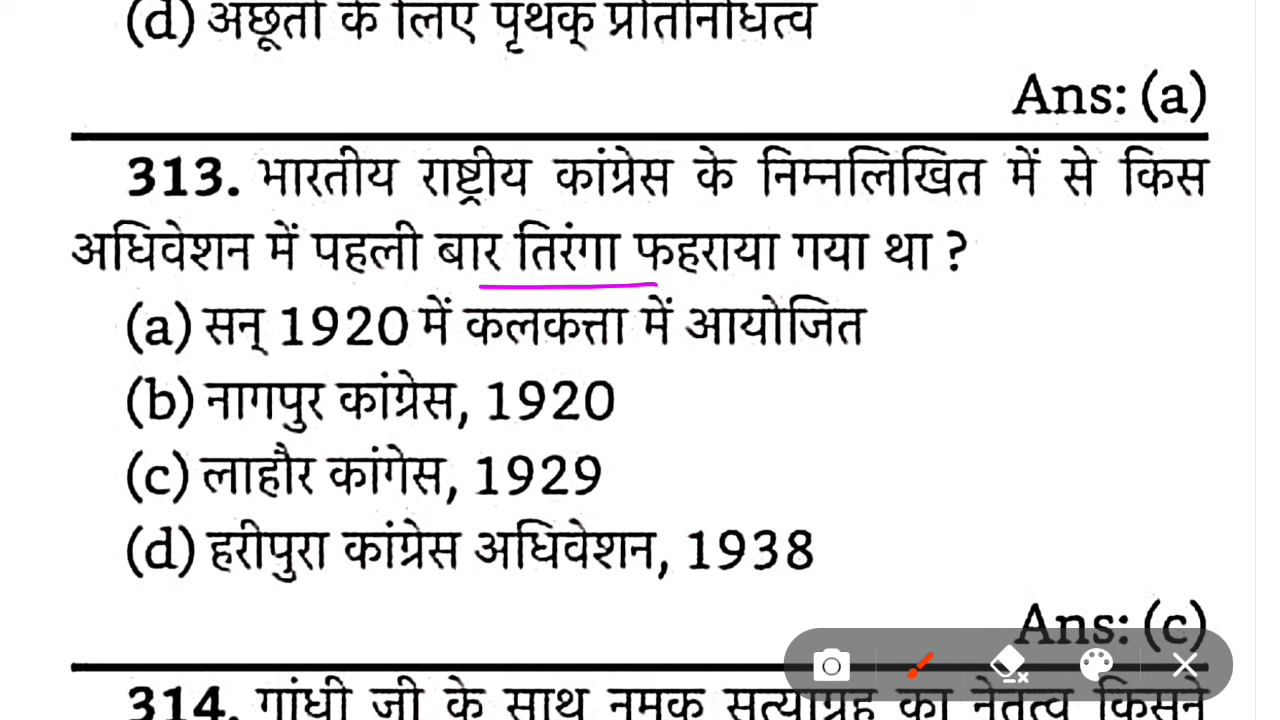 (d) अछूतों के लिए पृथक् प्रतिनिधित्व
Ans: (a)
313. भारतीय राष्ट्रीय कांग्रेस के निम्नलिखित में से किस
अधिवेशन में पहली बार तिरंगा फहराया गया था ?
(a) सन् 1920 में कलकत्ता में आयोजित
(b) नागपुर कांग्रेस, 1920
(c) लाहौर कांगेस, 1929
(d) हरीपुरा कांग्रेस अधिवेशन, 1938
Ans: (c)
314. गांधी जी के साथ नमक सत्याग्रह का नेतृत्व किसने